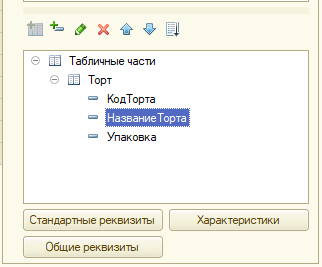 Табличные части
Торт
КодТорта
НазваниеТорта
Упаковка
Стандартные реквизиты
Характеристики
Общие реквизиты